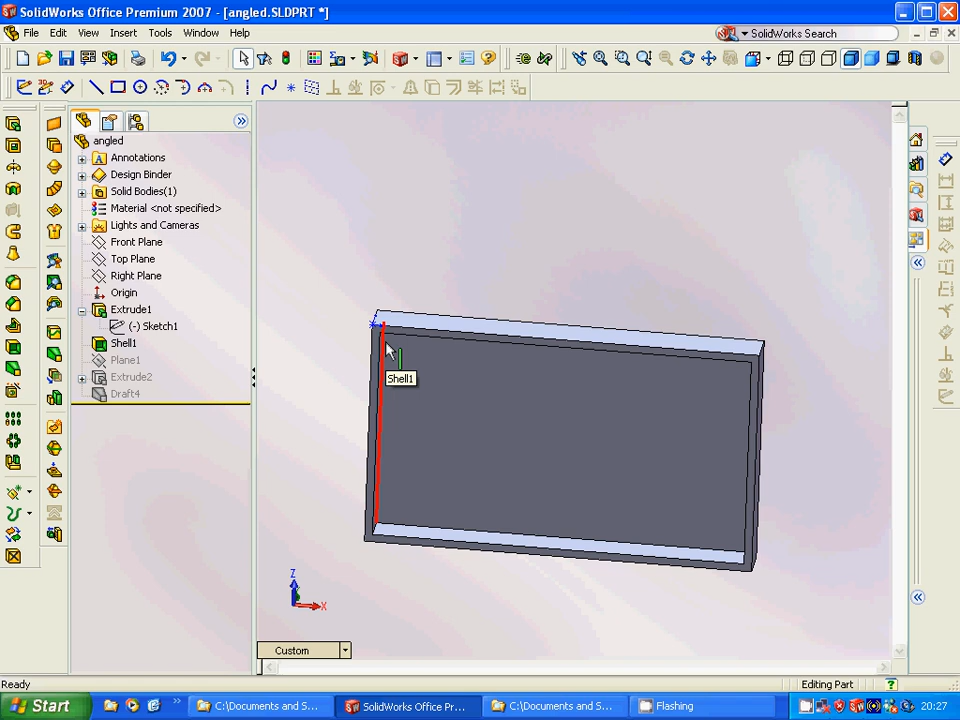 SolidWorks Office Premium 2007 - [angled.SLDPRT *]
File Edit View Insert Tools Window Help
SolidWorks Search
angled
Annotations
Design Binder
Solid Bodies(1)
Material <not specified>
Lights and Cameras
Front Plane
Top Plane
Right Plane
Origin
Extrude1
(-) Sketch1
Shell1
Plane1
Extrude2
Draft4
Shell1
Z
X
Custom
Ready
Editing Part
Start
C:\Documents and S...
SolidWorks Office Pr...
C:\Documents and S...
Flashing
20:27